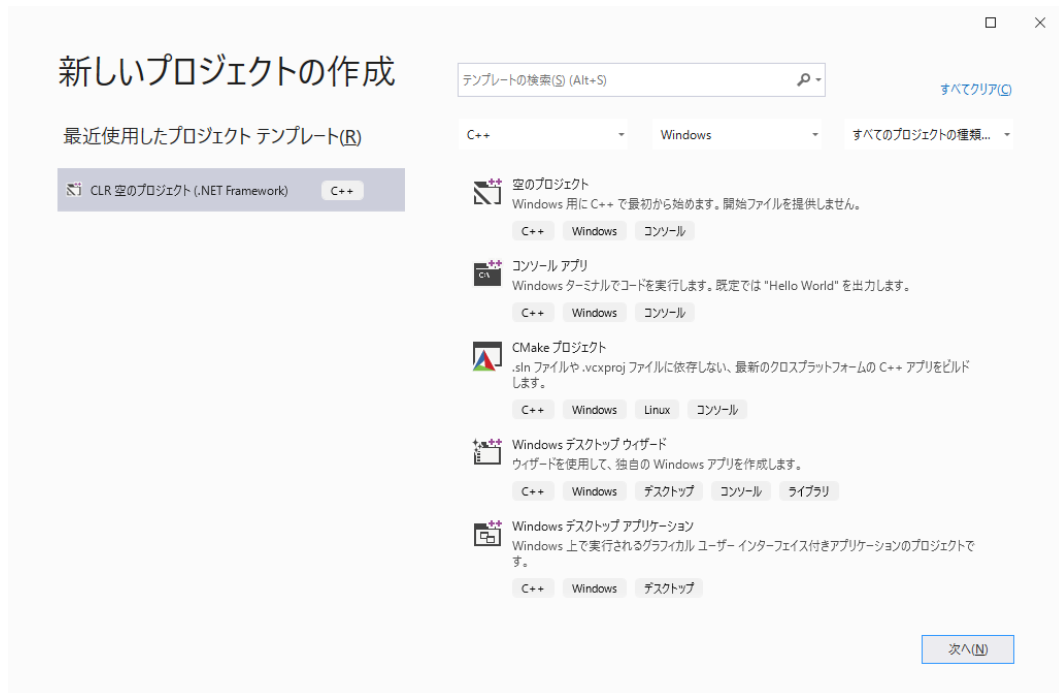 新しいプロジェクトの作成
最近使用したプロジェクト テンプレート(R)
CLR 空のプロジェクト (.NET Framework) C++
テンプレートの検索(S) (Alt+S)
すべてクリア(C)
C++ Windows すべてのプロジェクトの種類...
空のプロジェクト
Windows 用に C++ で最初から始めます。開始ファイルを提供しません。
C++ Windows コンソール
コンソール アプリ
Windows ターミナルでコードを実行します。既定では "Hello World" を出力します。
C++ Windows コンソール
CMake プロジェクト
.sln ファイルや .vcxproj ファイルに依存しない、最新のクロスプラットフォームの C++ アプリをビルド
します。
C++ Windows Linux コンソール
Windows デスクトップ ウィザード
ウィザードを使用して、独自の Windows アプリを作成します。
C++ Windows デスクトップ コンソール ライブラリ
Windows デスクトップ アプリケーション
Windows 上で実行されるグラフィカル ユーザー インターフェイス付きアプリケーションのプロジェクトで
す。
C++ Windows デスクトップ
次へ(N)